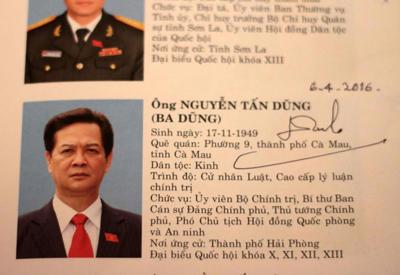 Chức vụ: Đại tá, Ủy viên Ban Thường vụ
Tỉnh ủy, Chỉ huy trưởng Bộ Chỉ huy Quân
sự tỉnh Sơn La, Ủy viên Hội đồng Dân tộc
của Quốc hội
Nơi ứng cử: Tỉnh Sơn La
Đại biểu Quốc hội khóa XIII
6-4-2016.
Ông NGUYỄN TẤN DŨNG
(BA DŨNG)
Sinh ngày: 17-11-1949
Quê quán: Phường 9, thành phố Cà Mau,
tỉnh Cà Mau
Dân tộc: Kinh
Trình độ: Cử nhân Luật, Cao cấp lý luận
chính trị
Chức vụ: Ủy viên Bộ Chính trị, Bí thư Ban
Cán sự Đảng Chính phủ, Thủ tướng Chính
phủ, Phó Chủ tịch Hội đồng Quốc phòng
và An ninh
Nơi ứng cử: Thành phố Hải Phòng
Đại biểu Quốc hội khóa X, XI, XII, XIII